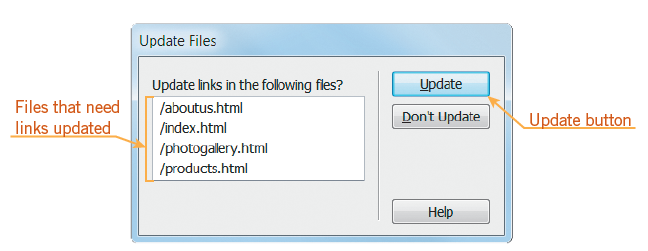 Update Files
Update links in the following files?
/aboutus.html
/index.html
/photogallery.html
/products.html
Update
Don't Update
Help
Files that need
links updated
Update button